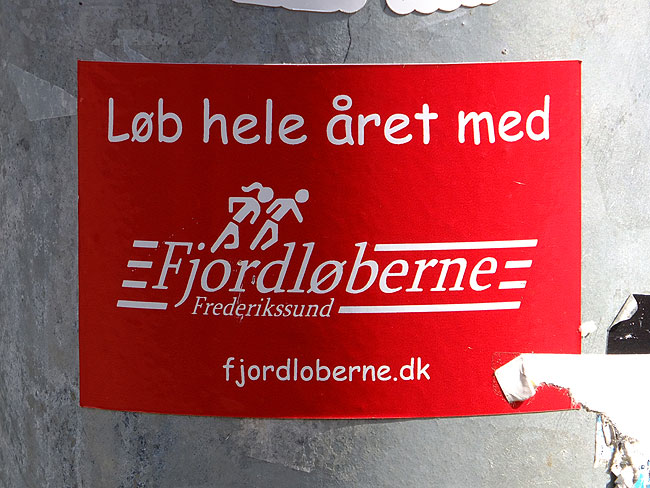 Løb hele året med
Fjordløberne
Frederikssund
fjordloberne.dk